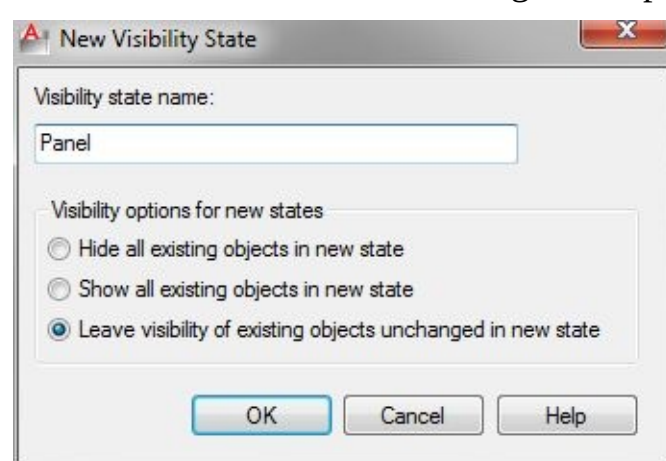 New Visibility State
Visibility state name:
Panel
Visibility options for new states
Hide all existing objects in new state
Show all existing objects in new state
Leave visibility of existing objects unchanged in new state
OK Cancel Help